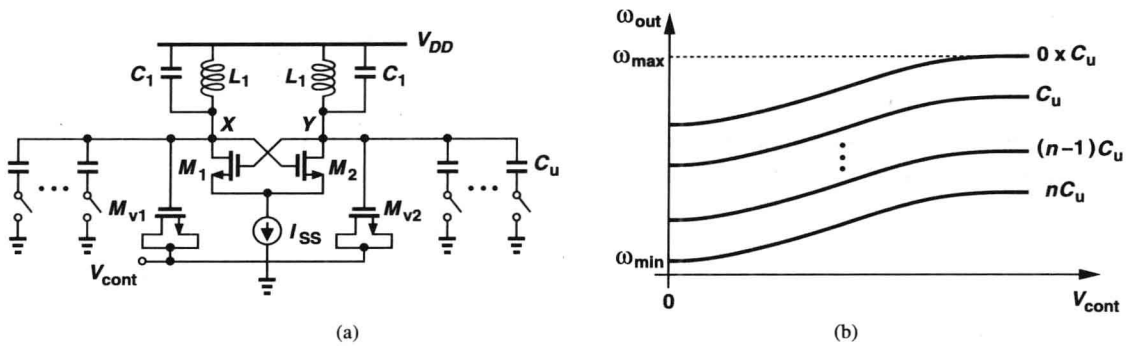 V_DD
C_1
L_1
L_1
C_1
X
Y
M_1
M_2
C_u
M_v1
M_v2
I_SS
V_cont
(a)
ω_out
ω_max
0 x C_u
C_u
(n-1)C_u
nC_u
ω_min
0
V_cont
(b)